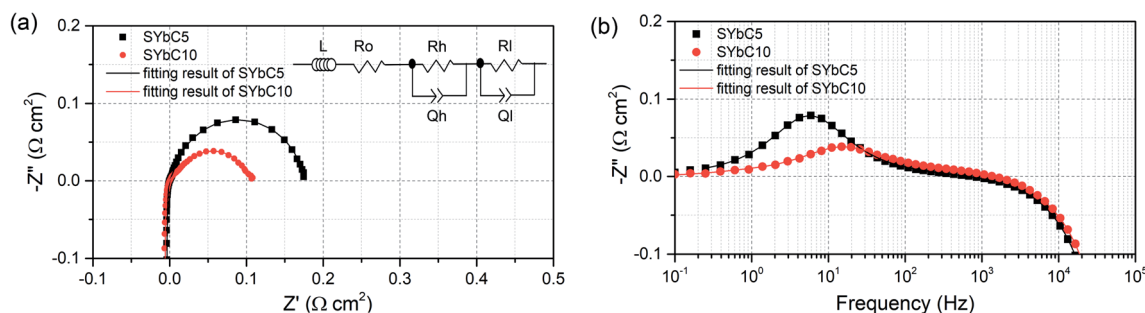 (a)
0.2
0.1
0.0
-0.1
-Z" (Ω cm²)
SYbC5
SYbC10
fitting result of SYbC5
fitting result of SYbC10
L Ro Rh Rl
Qh Ql
-0.1 0.0 0.1 0.2 0.3 0.4 0.5
Z' (Ω cm²)
(b)
0.2
0.1
0.0
-0.1
-Z" (Ω cm²)
SYbC5
SYbC10
fitting result of SYbC5
fitting result of SYbC10
10⁻¹ 10⁰ 10¹ 10² 10³ 10⁴ 10⁵
Frequency (Hz)